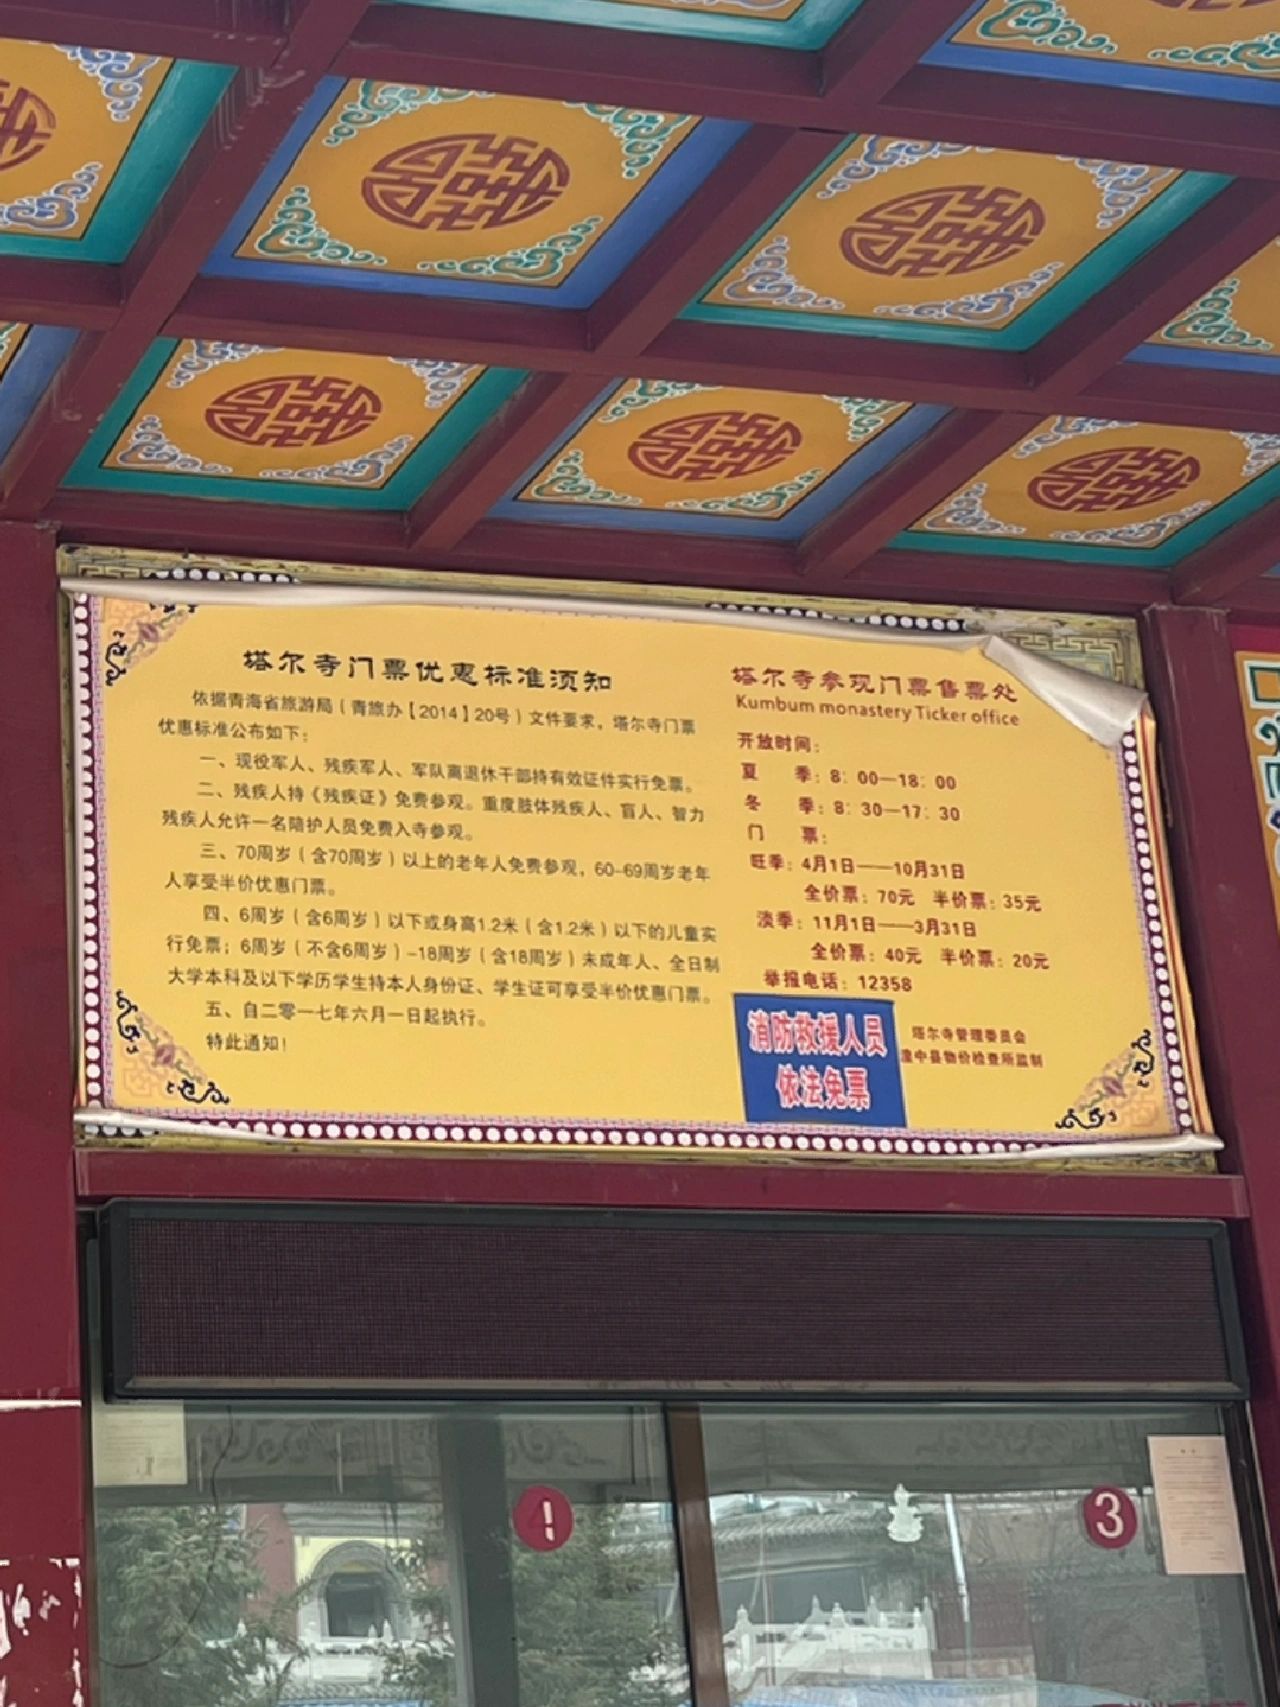 塔尔寺门票优惠标准须知
依据青海省旅游局（青旅办【2014】20号）文件要求，塔尔寺门票
优惠标准公布如下：
一、现役军人、残疾军人、军队离退休干部持有效证件实行免票。
二、残疾人持《残疾证》免费参观。重度肢体残疾人、盲人、智力
残疾人允许一名陪护人员免费入寺参观。
三、70周岁（含70周岁）以上的老年人免费参观，60-69周岁老年
人享受半价优惠门票。
四、6周岁（含6周岁）以下或身高1.2米（含1.2米）以下的儿童实
行免票；6周岁（不含6周岁）-18周岁（含18周岁）未成年人、全日制
大学本科及以下学历学生持本人身份证、学生证可享受半价优惠门票。
五、自二零一七年六月一日起执行。
特此通知！
塔尔寺参观门票售票处
Kumbum monastery Ticker office
开放时间：
夏 季：8：00—18：00
冬 季：8：30—17：30
门 票：
旺季：4月1日——10月31日
全价票：70元 半价票：35元
淡季：11月1日——3月31日
全价票：40元 半价票：20元
举报电话：12358
消防救援人员
依法免票
塔尔寺管理委员会
湟中县物价检查所监制
3